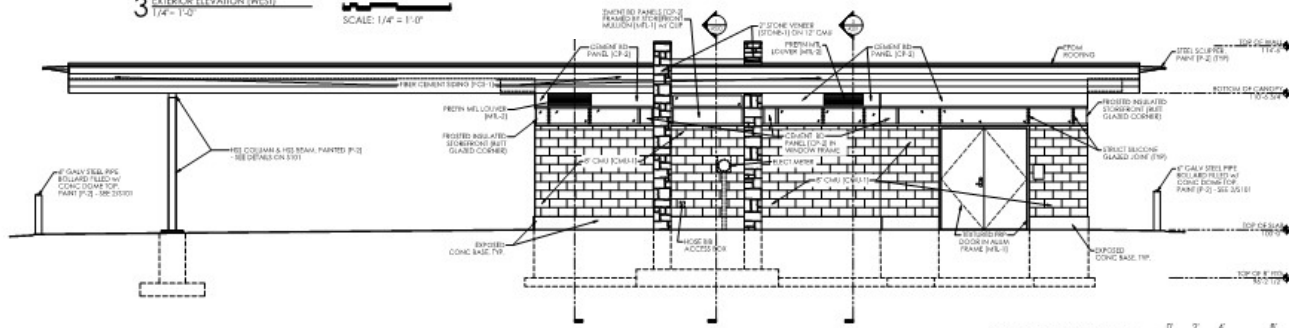 3 EXTERIOR ELEVATION (WEST)
1/4"= 1'-0"
SCALE: 1/4" = 1'-0"
CEMENT BD PANELS [CP-2]
FRAMED BY STOREFRONT
MULLION [MTL-1] w/ CLIP
2" STONE VENEER
[STONE-1] ON 12" CMU
CEMENT BD
PANEL [CP-2]
PREFIN MTL
LOUVER [MTL-2]
CEMENT BD
PANEL [CP-2]
EPDM
ROOFING
STEEL SCUPPER,
PAINT [P-2] (TYP)
TOP OF WALL
FIBER CEMENT SIDING [FCS-1]
BOTTOM OF CANOPY
PREFIN MTL LOUVER
[MTL-2]
FROSTED INSULATED
STOREFRONT (BUTT
GLAZED CORNER)
FROSTED INSULATED
STOREFRONT (BUTT
GLAZED CORNER)
CEMENT BD
PANEL [CP-2] IN
WINDOW FRAME
STRUCT SILICONE
GLAZED JOINT (TYP)
HSS COLUMN & HSS BEAM, PAINTED [P-2]
- SEE DETAILS ON S101
8" CMU [CMU-1]
ELECT METER
8" CMU [CMU-1]
6" GALV STEEL PIPE
BOLLARD FILLED w/
CONC DOME TOP,
PAINT [P-2] - SEE 2/S101
6" GALV STEEL PIPE
BOLLARD FILLED w/
CONC DOME TOP,
PAINT [P-2] - SEE 2/S101
EXPOSED
CONC BASE, TYP.
HOSE BIB
ACCESS BOX
TEXTURED FRP
DOOR IN ALUM
FRAME [MTL-1]
EXPOSED
CONC BASE, TYP.
TOP OF SLAB
TOP OF 8" FTG